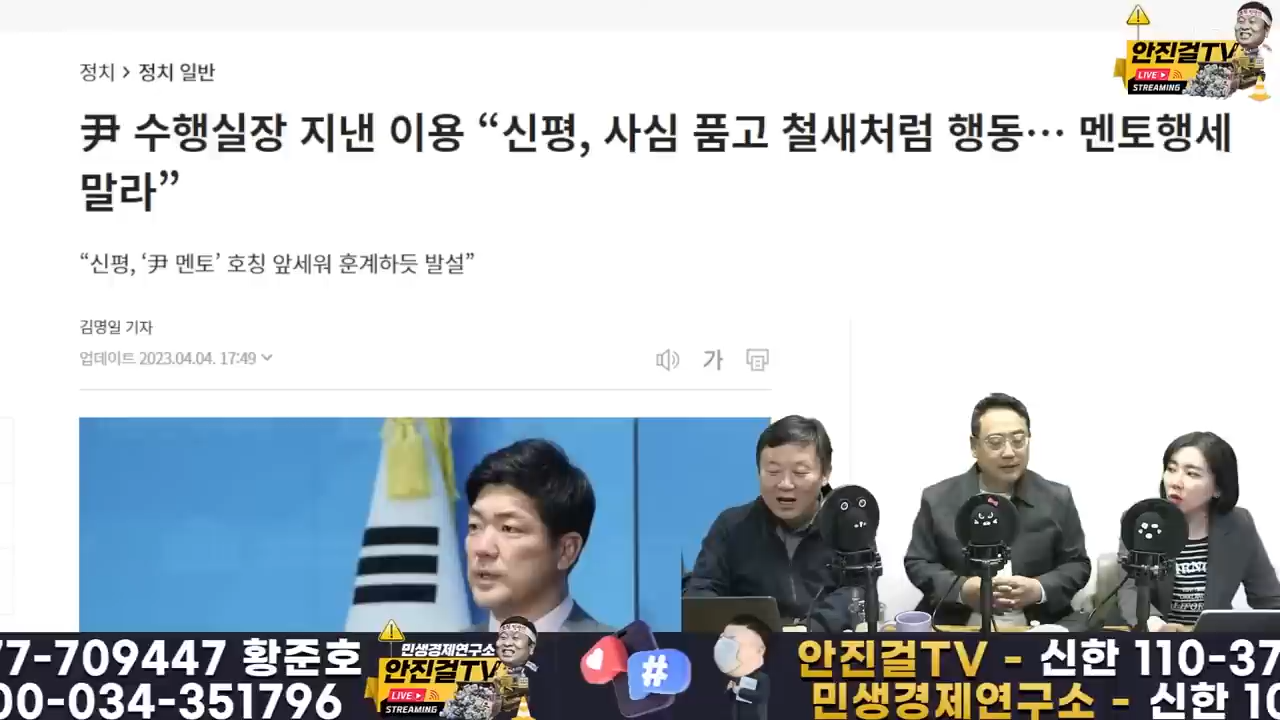 안진걸TV
LIVE
STREAMING
정치 > 정치 일반
尹 수행실장 지낸 이용 “신평, 사심 품고 철새처럼 행동… 멘토행세
말라”
“신평, ‘尹 멘토’ 호칭 앞세워 훈계하듯 발설”
김명일 기자
업데이트 2023.04.04. 17:49
가
77-709447 황준호
00-034-351796
민생경제연구소
안진걸TV
LIVE
STREAMING
#
안진걸TV - 신한 110-37
민생경제연구소 - 신한 10